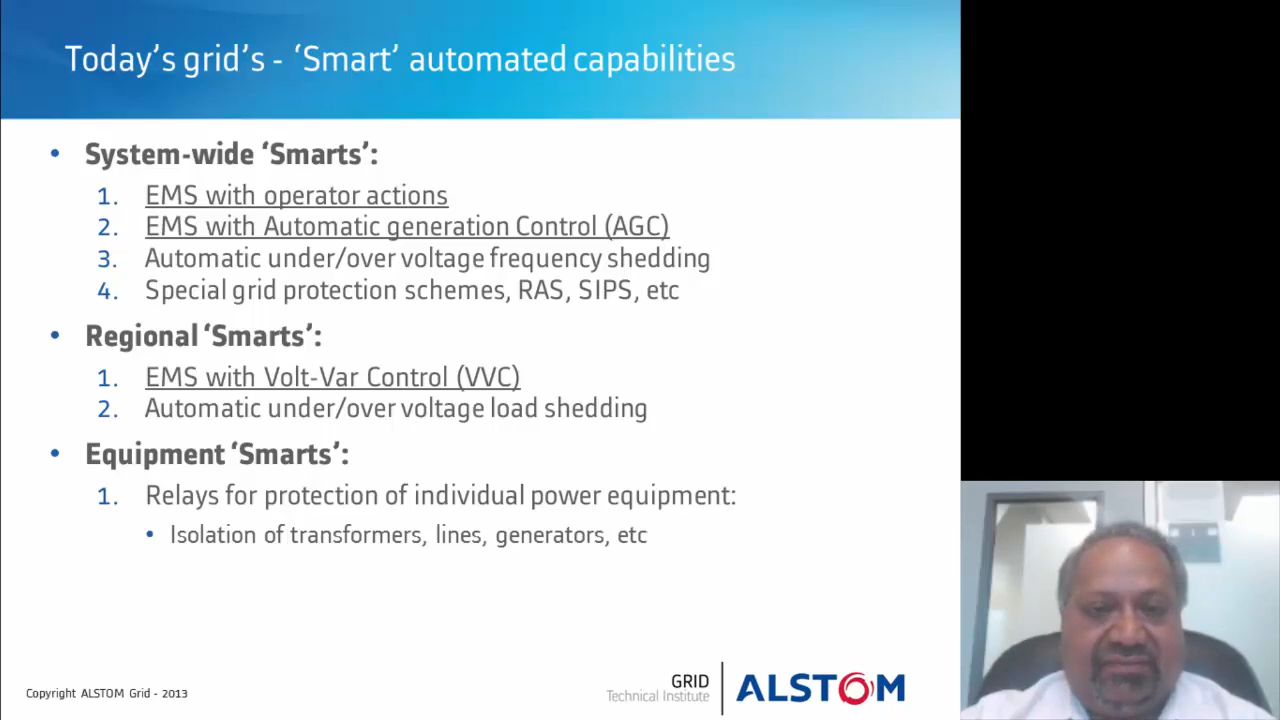 Today's grid's - 'Smart' automated capabilities
• System-wide 'Smarts':
1. EMS with operator actions
2. EMS with Automatic generation Control (AGC)
3. Automatic under/over voltage frequency shedding
4. Special grid protection schemes, RAS, SIPS, etc
• Regional 'Smarts':
1. EMS with Volt-Var Control (VVC)
2. Automatic under/over voltage load shedding
• Equipment 'Smarts':
1. Relays for protection of individual power equipment:
• Isolation of transformers, lines, generators, etc
Copyright ALSTOM Grid - 2013
GRID
Technical Institute
ALSTOM